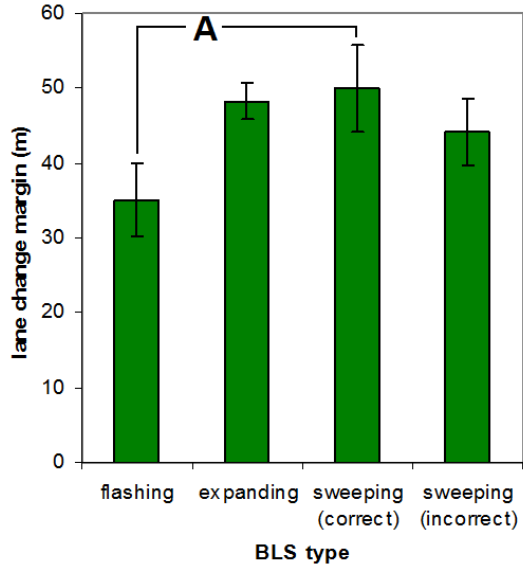 60
A
50
40
30
20
10
0
lane change margin (m)
flashing expanding sweeping sweeping
(correct) (incorrect)
BLS type